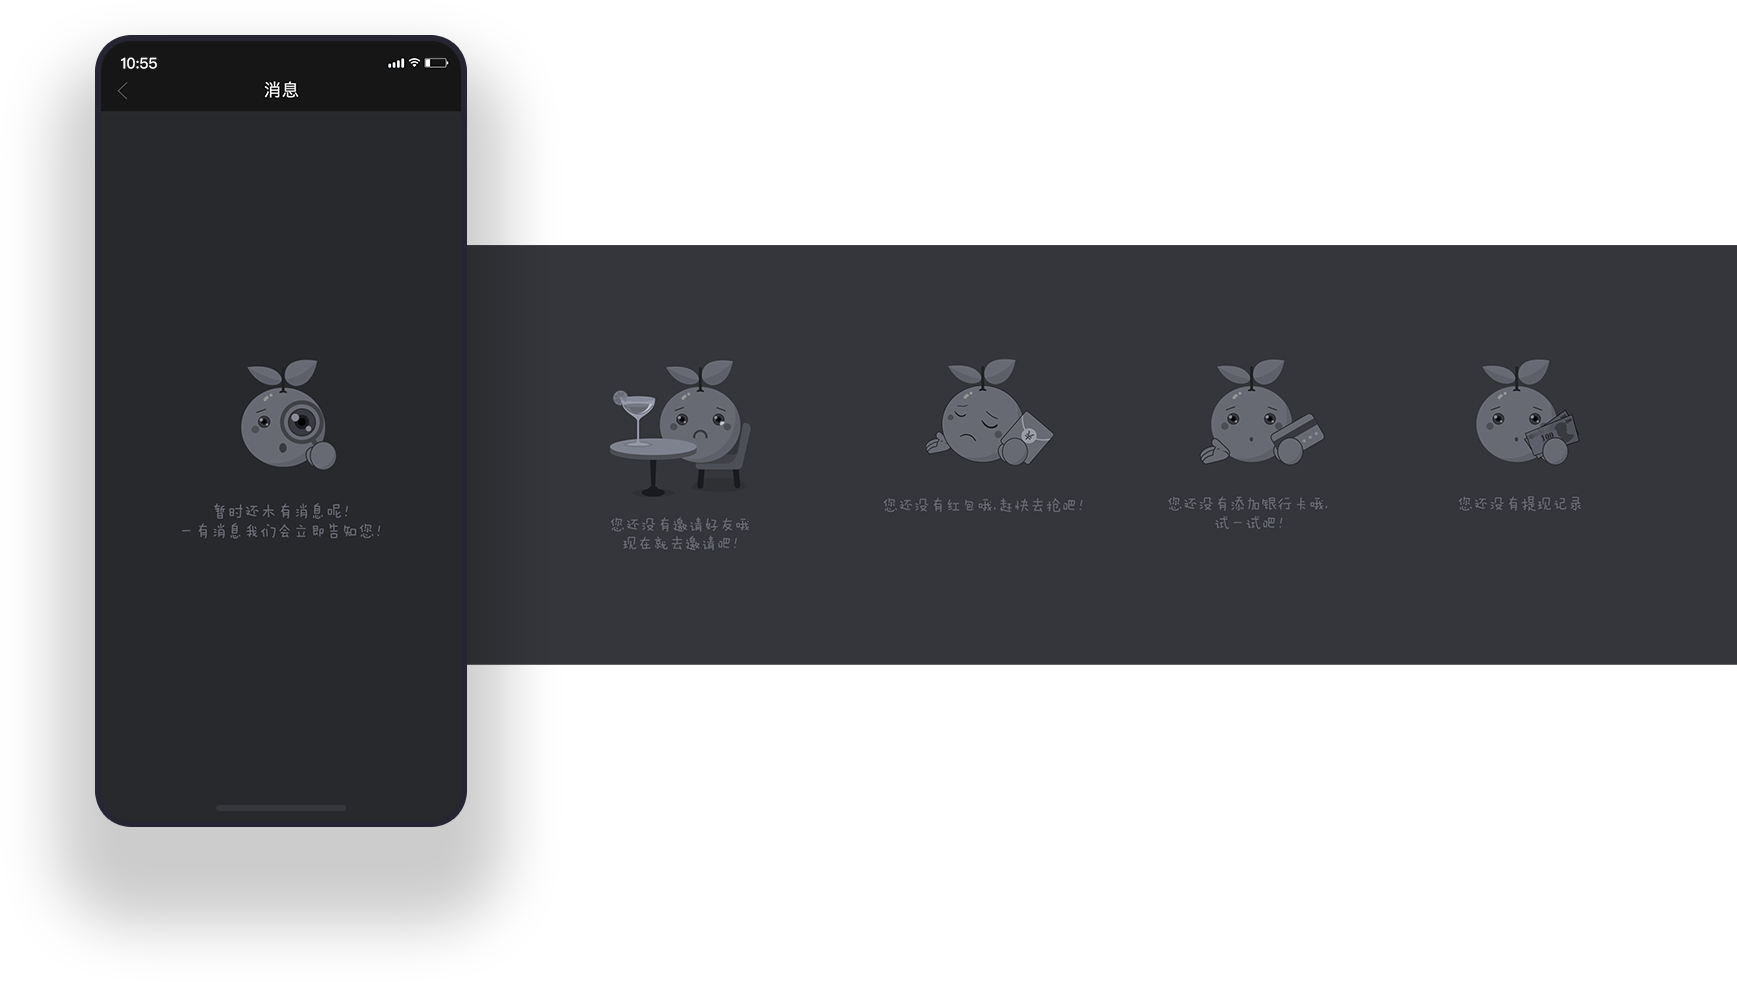 10:55
消息
暂时还木有消息呢!
一有消息我们会立即告知您!
您还没有邀请好友哦
现在就去邀请吧!
您还没有红包哦,赶快去抢吧!
您还没有添加银行卡哦,
试一试吧!
100
您还没有提现记录